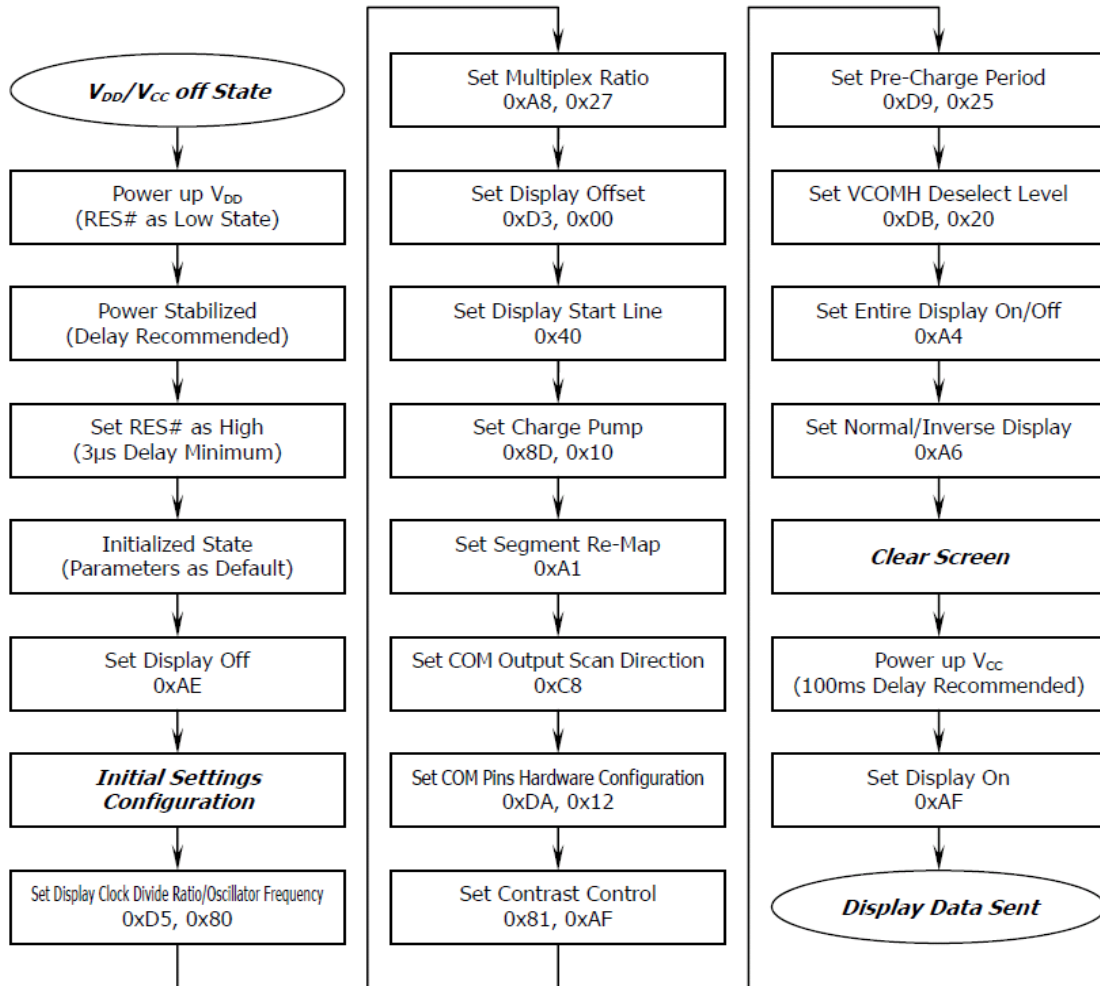 V_DD/V_CC off State
Power up V_DD
(RES# as Low State)
Power Stabilized
(Delay Recommended)
Set RES# as High
(3μs Delay Minimum)
Initialized State
(Parameters as Default)
Set Display Off
0xAE
Initial Settings
Configuration
Set Display Clock Divide Ratio/Oscillator Frequency
0xD5, 0x80
Set Multiplex Ratio
0xA8, 0x27
Set Display Offset
0xD3, 0x00
Set Display Start Line
0x40
Set Charge Pump
0x8D, 0x10
Set Segment Re-Map
0xA1
Set COM Output Scan Direction
0xC8
Set COM Pins Hardware Configuration
0xDA, 0x12
Set Contrast Control
0x81, 0xAF
Set Pre-Charge Period
0xD9, 0x25
Set VCOMH Deselect Level
0xDB, 0x20
Set Entire Display On/Off
0xA4
Set Normal/Inverse Display
0xA6
Clear Screen
Power up V_CC
(100ms Delay Recommended)
Set Display On
0xAF
Display Data Sent